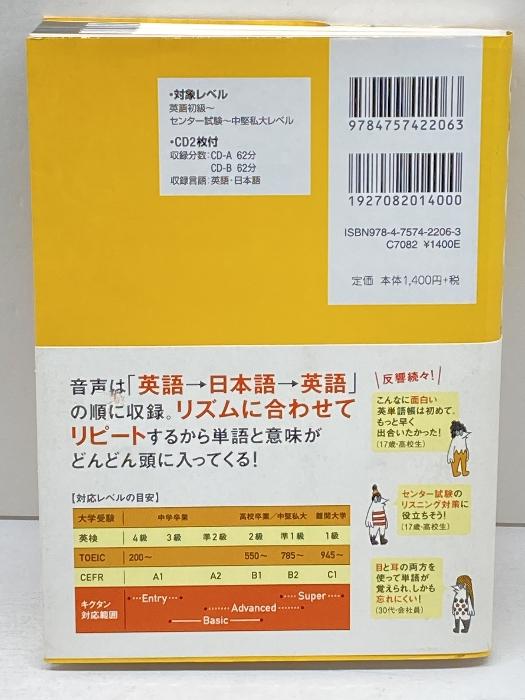 ・対象レベル
英語初級～
センター試験～中堅私大レベル
・CD2枚付
収録分数：CD-A 62分
CD-B 62分
収録言語：英語・日本語
9784757422063
1927082014000
ISBN978-4-7574-2206-3
C7082 ¥1400E
定価 本体1,400円+税
音声は「英語→日本語→英語」
の順に収録。リズムに合わせて
リピートするから単語と意味が
どんどん頭に入ってくる！
反響続々！
こんなに面白い
英単語帳は初めて。
もっと早く
出合いたかった！
（17歳・高校生）
センター試験の
リスニング対策に
役立ちそう！
（17歳・高校生）
目と耳の両方を
使って単語が
覚えられ、しかも
忘れにくい！
（30代・会社員）
【対応レベルの目安】
大学受験 中学卒業 高校卒業／中堅私大 難関大学
英検 4級 3級 準2級 2級 準1級 1級
TOEIC 200～ 550～ 785～ 945～
CEFR A1 A2 B1 B2 C1
キクタン
対応範囲
Entry
Super
Advanced
Basic